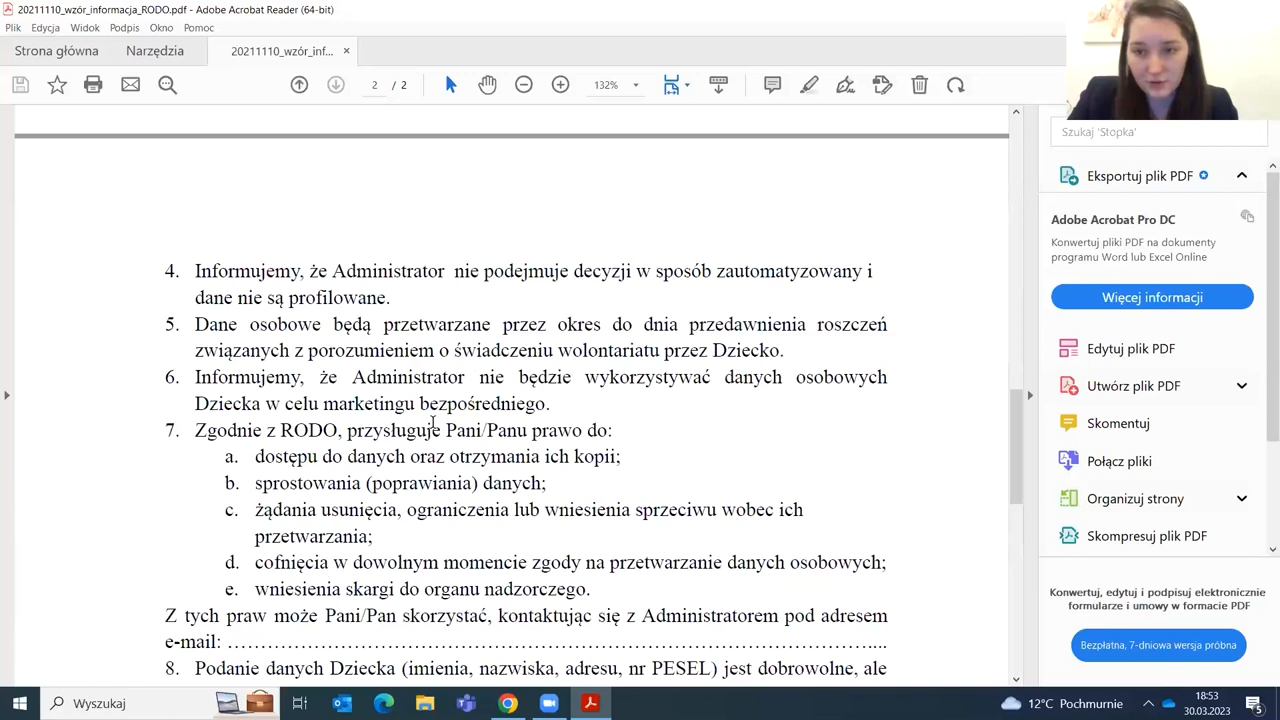 20211110_wzór_informacja_RODO.pdf - Adobe Acrobat Reader (64-bit)
Plik Edycja Widok Podpis Okno Pomoc
Strona główna Narzędzia 20211110_wzór_inf... ×
2 / 2 132%
Szukaj 'Stopka'
Eksportuj plik PDF
Adobe Acrobat Pro DC
Konwertuj pliki PDF na dokumenty
programu Word lub Excel Online
Więcej informacji
Edytuj plik PDF
Utwórz plik PDF
Skomentuj
Połącz pliki
Organizuj strony
Skompresuj plik PDF
Konwertuj, edytuj i podpisuj elektronicznie
formularze i umowy w formacie PDF
Bezpłatna, 7-dniowa wersja próbna
4. Informujemy, że Administrator nie podejmuje decyzji w sposób zautomatyzowany i
dane nie są profilowane.
5. Dane osobowe będą przetwarzane przez okres do dnia przedawnienia roszczeń
związanych z porozumieniem o świadczeniu wolontariatu przez Dziecko.
6. Informujemy, że Administrator nie będzie wykorzystywać danych osobowych
Dziecka w celu marketingu bezpośredniego.
7. Zgodnie z RODO, przysługuje Pani/Panu prawo do:
a. dostępu do danych oraz otrzymania ich kopii;
b. sprostowania (poprawiania) danych;
c. żądania usunięcia, ograniczenia lub wniesienia sprzeciwu wobec ich
przetwarzania;
d. cofnięcia w dowolnym momencie zgody na przetwarzanie danych osobowych;
e. wniesienia skargi do organu nadzorczego.
Z tych praw może Pani/Pan skorzystać, kontaktując się z Administratorem pod adresem
e-mail: ………………………………………………………………………………....
8. Podanie danych Dziecka (imienia, nazwiska, adresu, nr PESEL) jest dobrowolne, ale
Wyszukaj
12°C Pochmurnie
18:53
30.03.2023
5